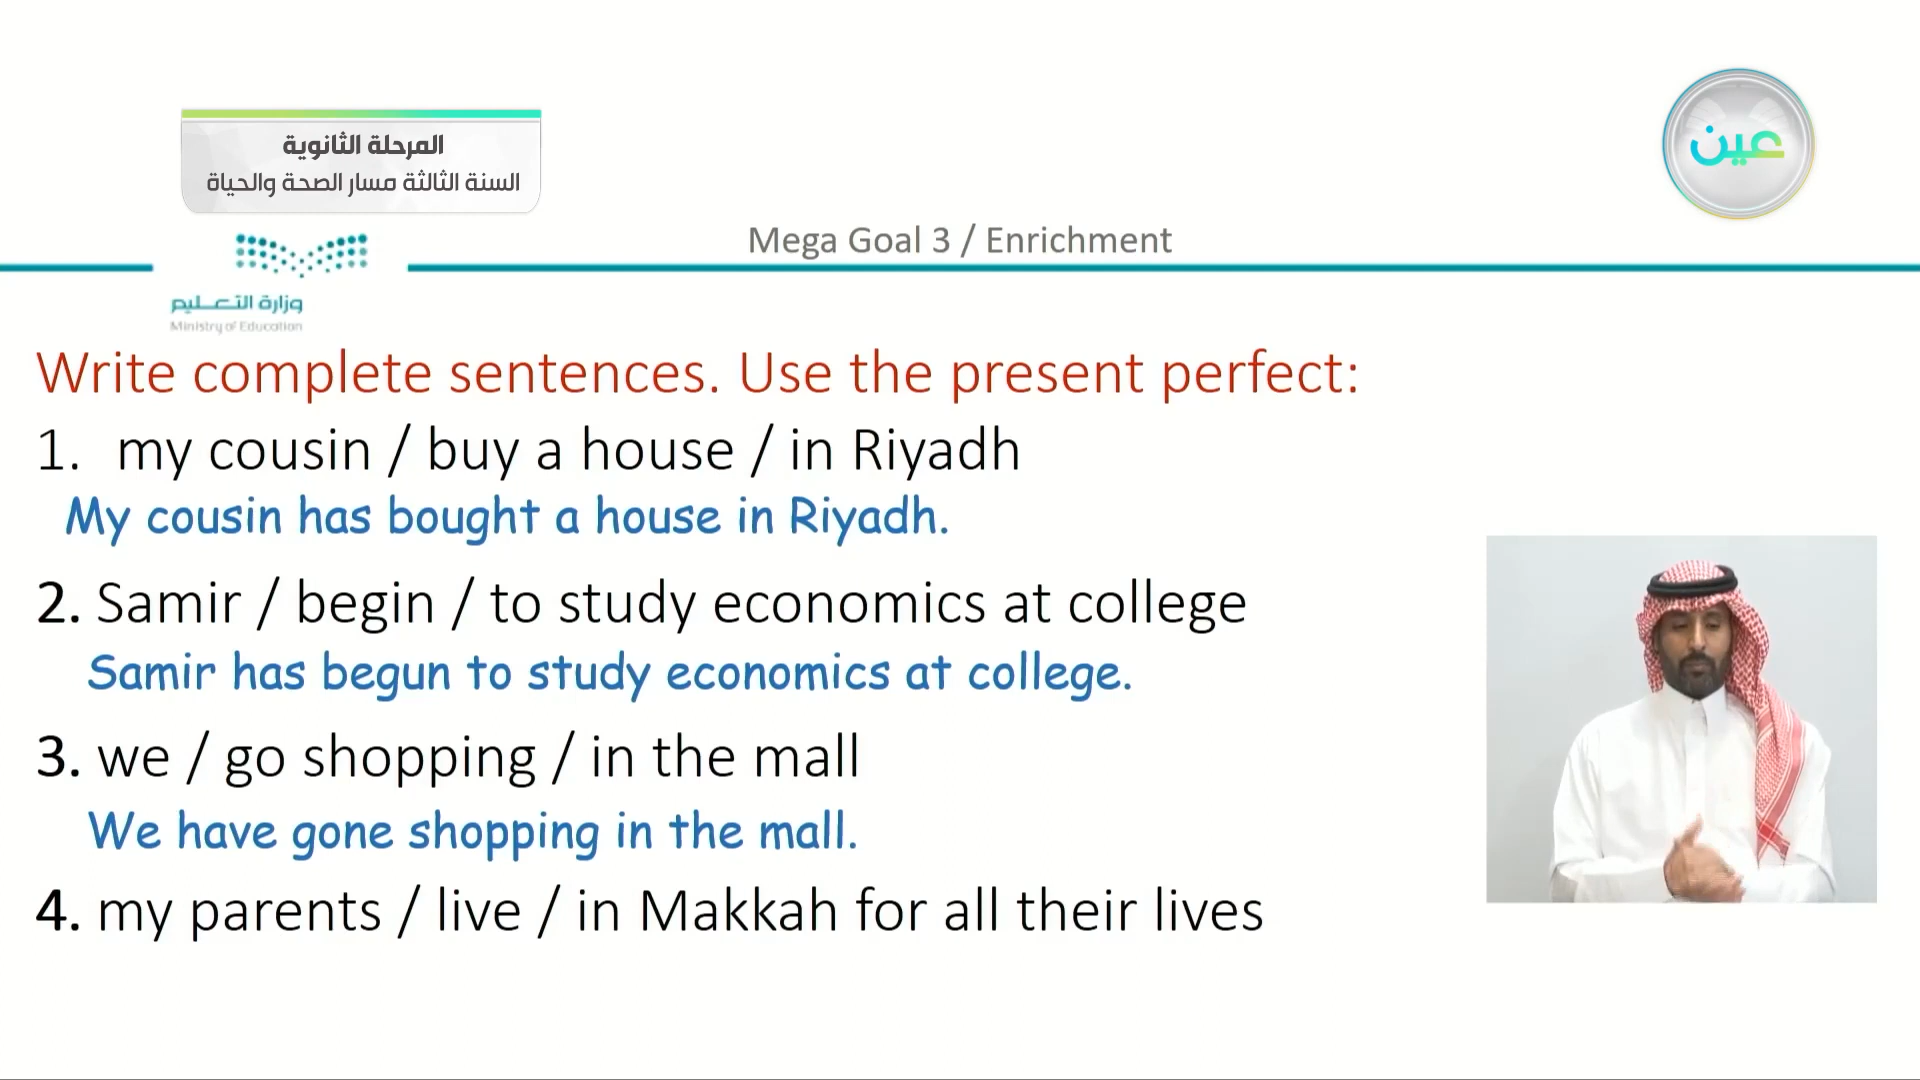 المرحلة الثانوية
السنة الثالثة مسار الصحة والحياة
عين
Mega Goal 3 / Enrichment
وزارة التعليم
Ministry of Education
Write complete sentences. Use the present perfect:
1. my cousin / buy a house / in Riyadh
My cousin has bought a house in Riyadh.
2. Samir / begin / to study economics at college
Samir has begun to study economics at college.
3. we / go shopping / in the mall
We have gone shopping in the mall.
4. my parents / live / in Makkah for all their lives